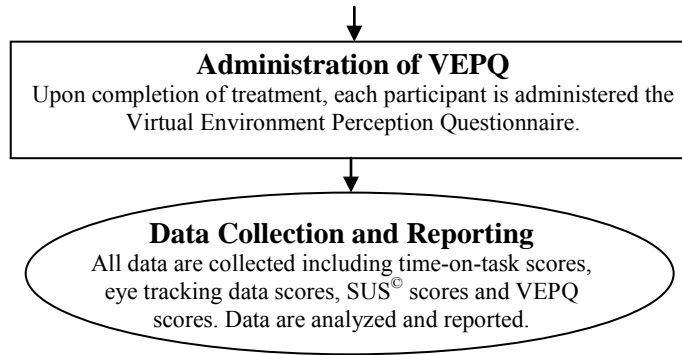 Administration of VEPQ
Upon completion of treatment, each participant is administered the
Virtual Environment Perception Questionnaire.
Data Collection and Reporting
All data are collected including time-on-task scores,
eye tracking data scores, SUS© scores and VEPQ
scores. Data are analyzed and reported.